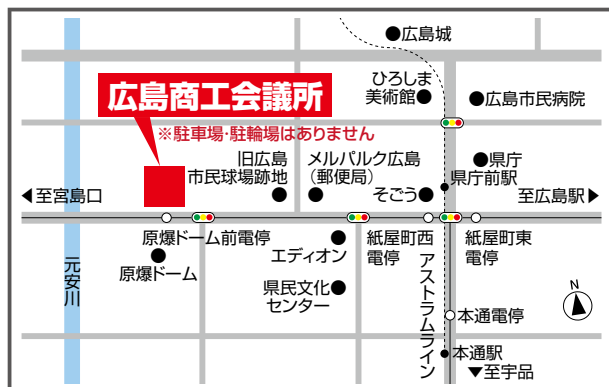 広島城
ひろしま
美術館
広島市民病院
広島商工会議所
※駐車場・駐輪場はありません
旧広島
市民球場跡地
メルパルク広島
(郵便局)
県庁
県庁前駅
そごう
◀至宮島口
至広島駅▶
原爆ドーム前電停
原爆ドーム
エディオン
紙屋町西
電停
紙屋町東
電停
元安川
県民文化
センター
アストラムライン
本通電停
本通駅
▼至宇品
N